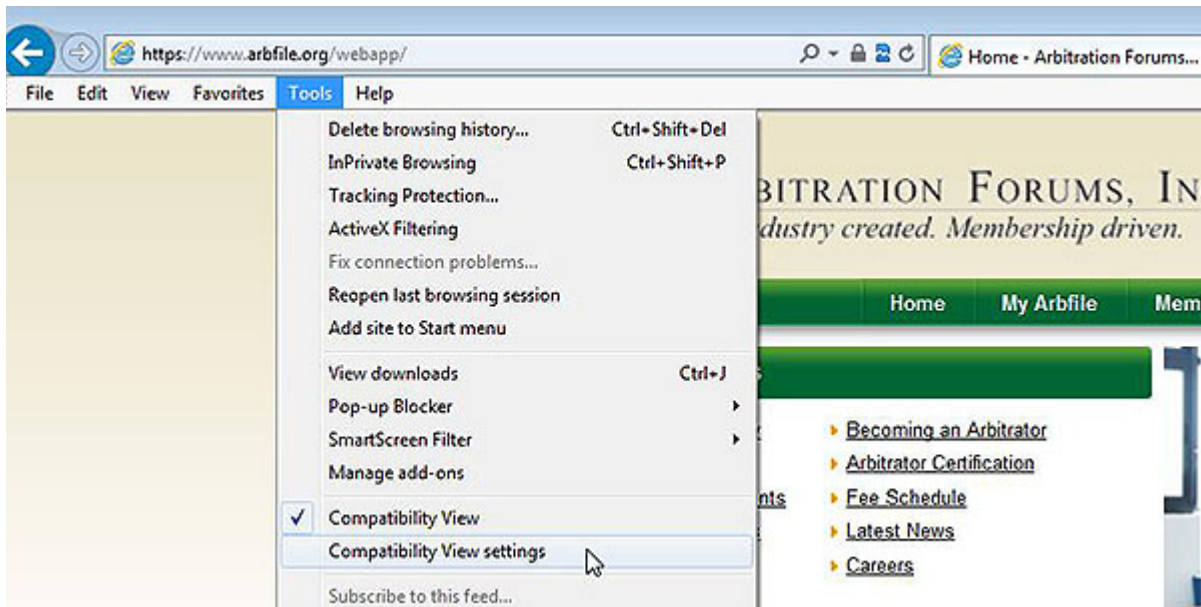 https://www.arbfile.org/webapp/
Home - Arbitration Forums...
File Edit View Favorites Tools Help
Delete browsing history... Ctrl+Shift+Del
InPrivate Browsing Ctrl+Shift+P
Tracking Protection...
ActiveX Filtering
Fix connection problems...
Reopen last browsing session
Add site to Start menu
View downloads Ctrl+J
Pop-up Blocker
SmartScreen Filter
Manage add-ons
Compatibility View
Compatibility View settings
Subscribe to this feed...
BITRATION FORUMS, IN
dustry created. Membership driven.
Home My Arbfile Mem
Becoming an Arbitrator
Arbitrator Certification
nts Fee Schedule
Latest News
Careers